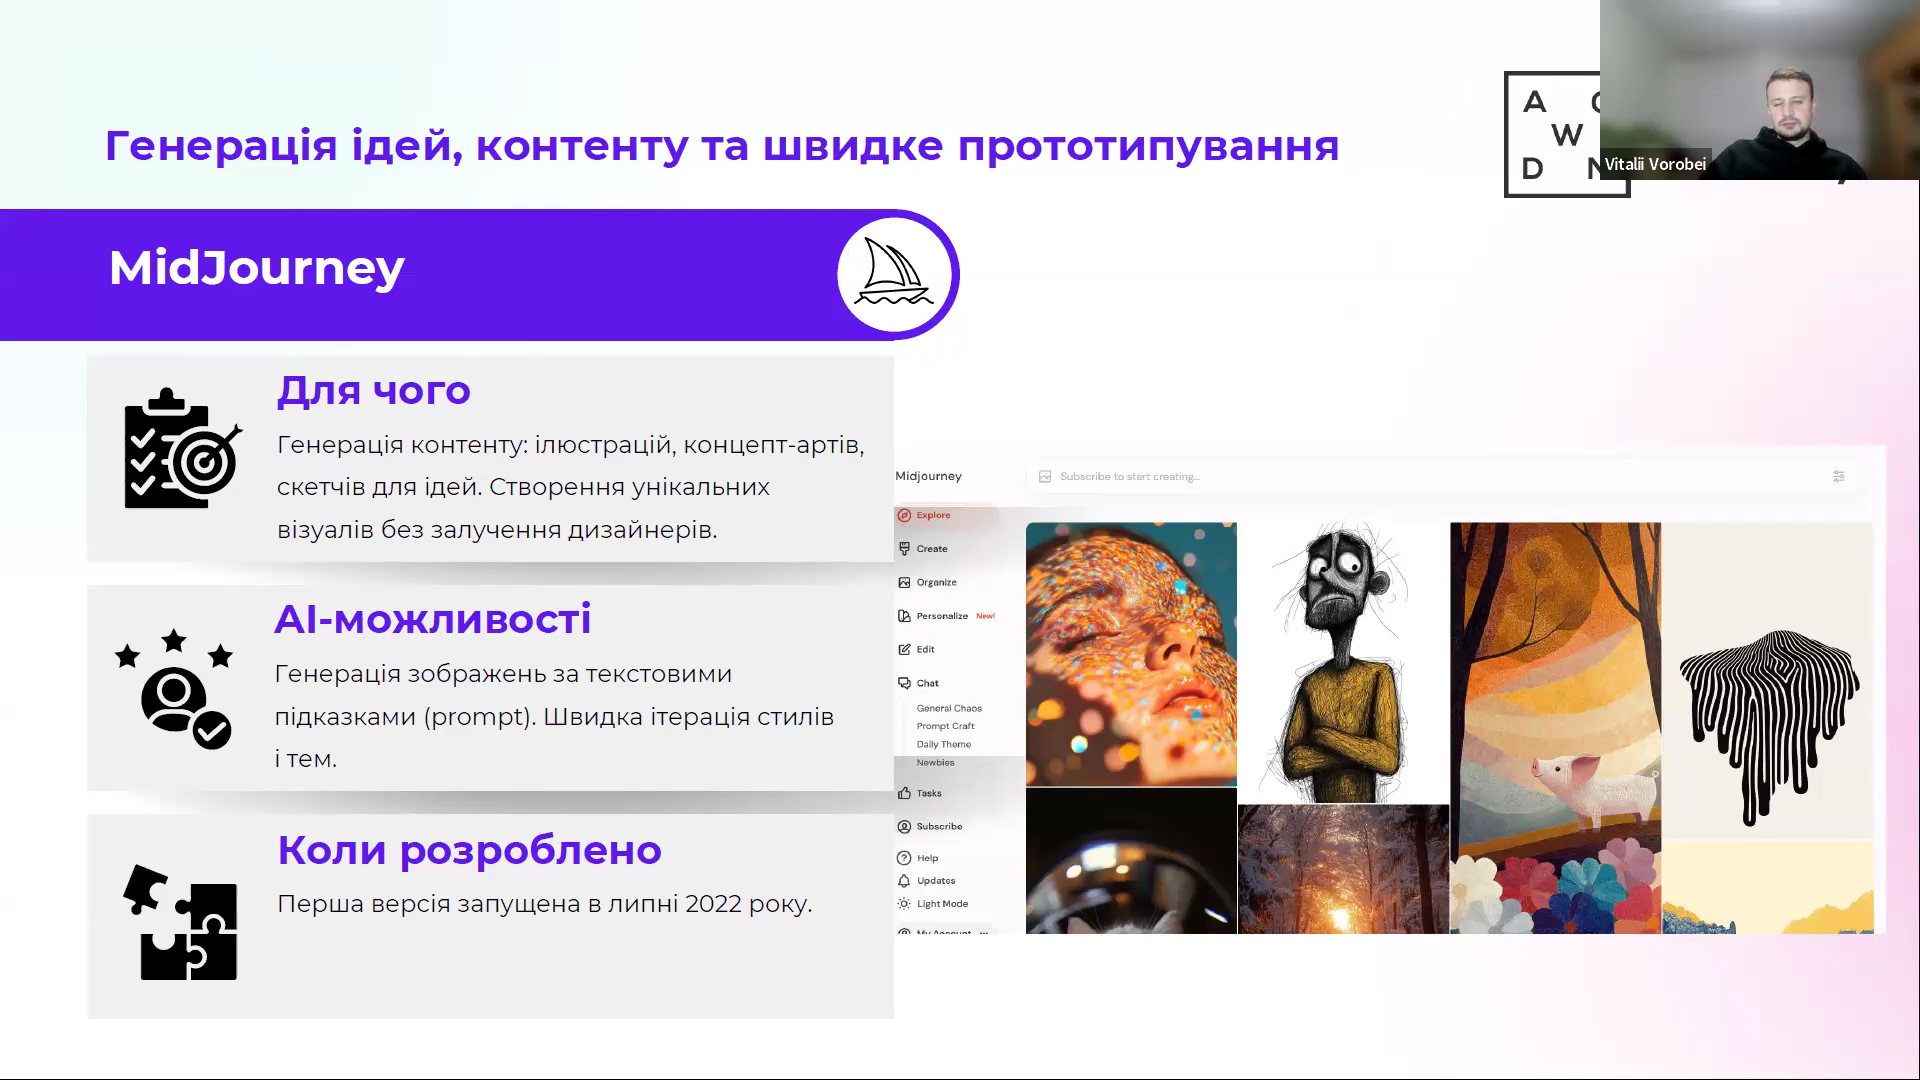 Генерація ідей, контенту та швидке прототипування
A
W
D N
Vitalii Vorobei
MidJourney
Для чого
Генерація контенту: ілюстрацій, концепт-артів,
скетчів для ідей. Створення унікальних
візуалів без залучення дизайнерів.
AI-можливості
Генерація зображень за текстовими
підказками (prompt). Швидка ітерація стилів
і тем.
Коли розроблено
Перша версія запущена в липні 2022 року.
Midjourney
Subscribe to start creating...
Explore
Create
Organize
Personalize New!
Edit
Chat
General Chaos
Prompt Craft
Daily Theme
Newbies
Tasks
Subscribe
Help
Updates
Light Mode
My Account